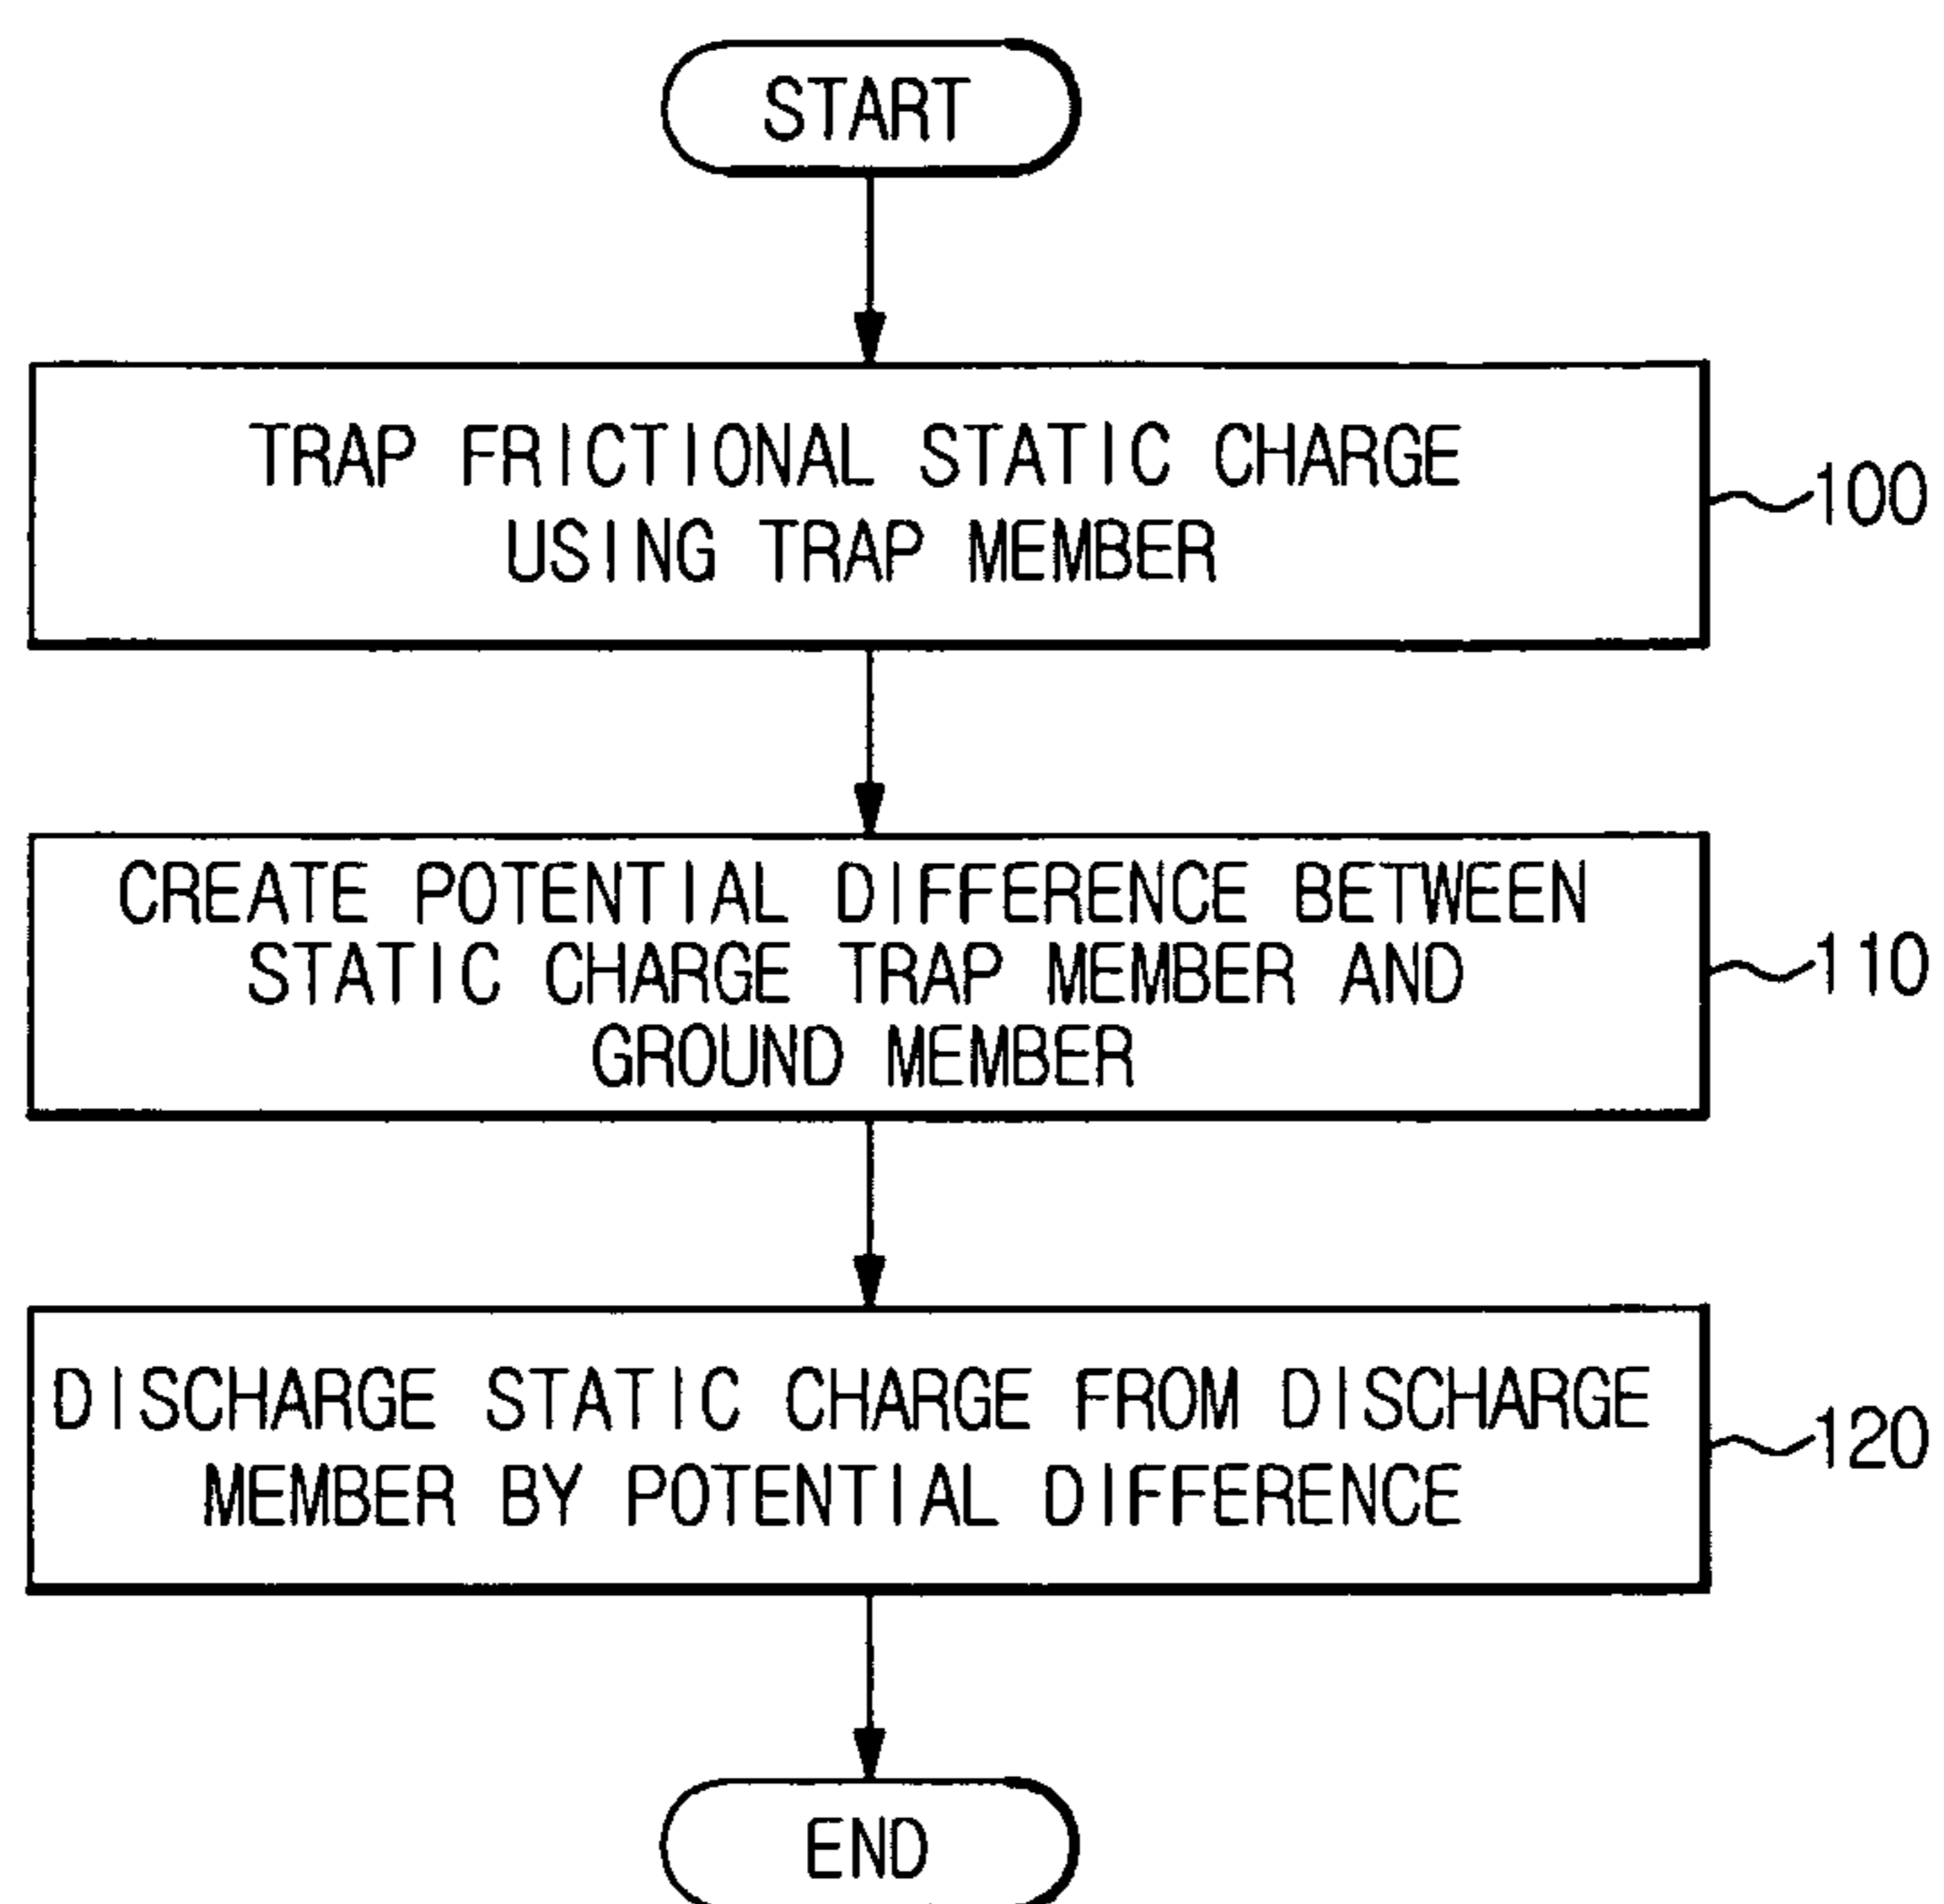 START
TRAP FRICTIONAL STATIC CHARGE
USING TRAP MEMBER
100
CREATE POTENTIAL DIFFERENCE BETWEEN
STATIC CHARGE TRAP MEMBER AND
GROUND MEMBER
110
DISCHARGE STATIC CHARGE FROM DISCHARGE
MEMBER BY POTENTIAL DIFFERENCE
120
END